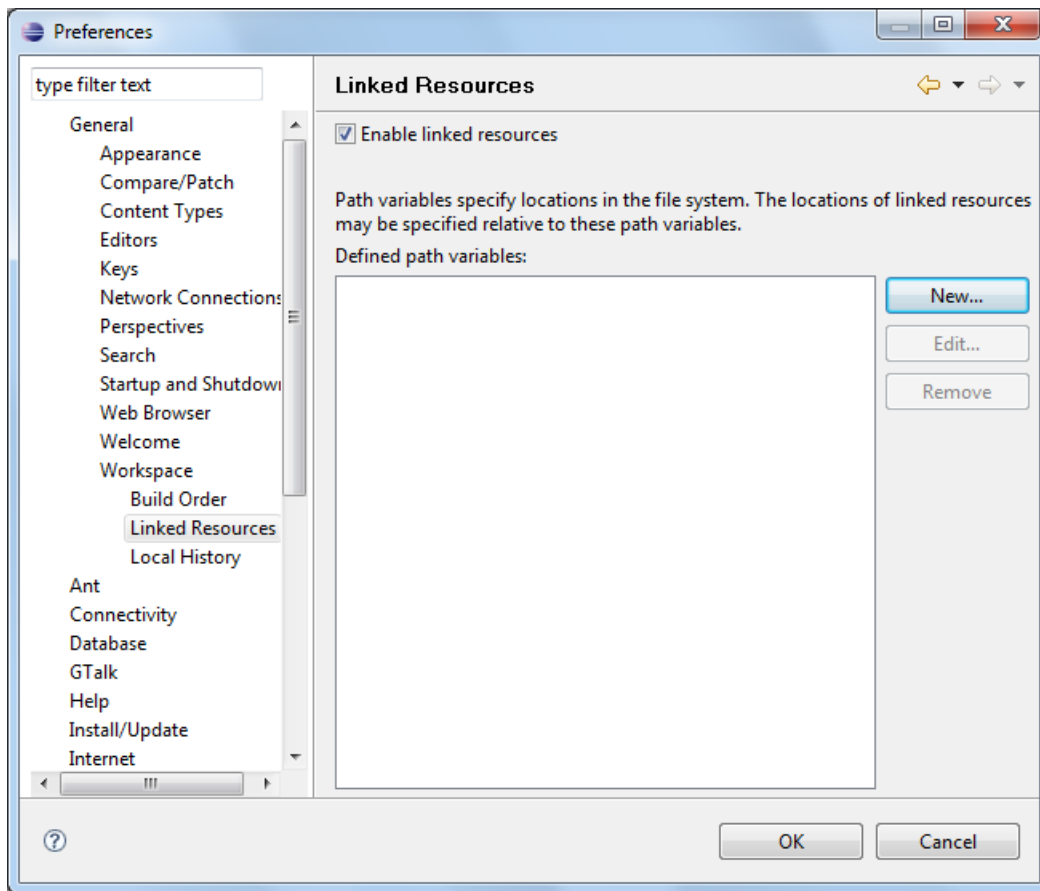 Preferences
type filter text
General
Appearance
Compare/Patch
Content Types
Editors
Keys
Network Connections
Perspectives
Search
Startup and Shutdow
Web Browser
Welcome
Workspace
Build Order
Linked Resources
Local History
Ant
Connectivity
Database
GTalk
Help
Install/Update
Internet
Linked Resources
Enable linked resources
Path variables specify locations in the file system. The locations of linked resources
may be specified relative to these path variables.
Defined path variables:
New...
Edit...
Remove
OK
Cancel